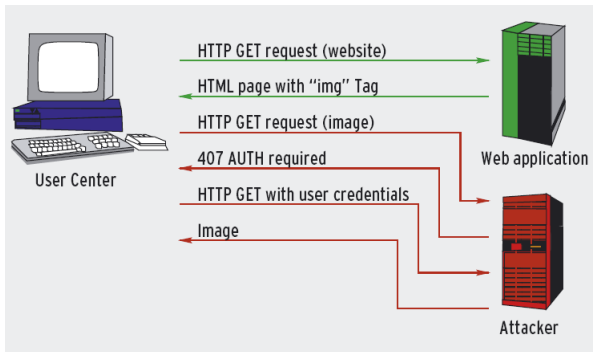 HTTP GET request (website)
HTML page with “img” Tag
HTTP GET request (image)
407 AUTH required
HTTP GET with user credentials
Image
User Center
Web application
Attacker